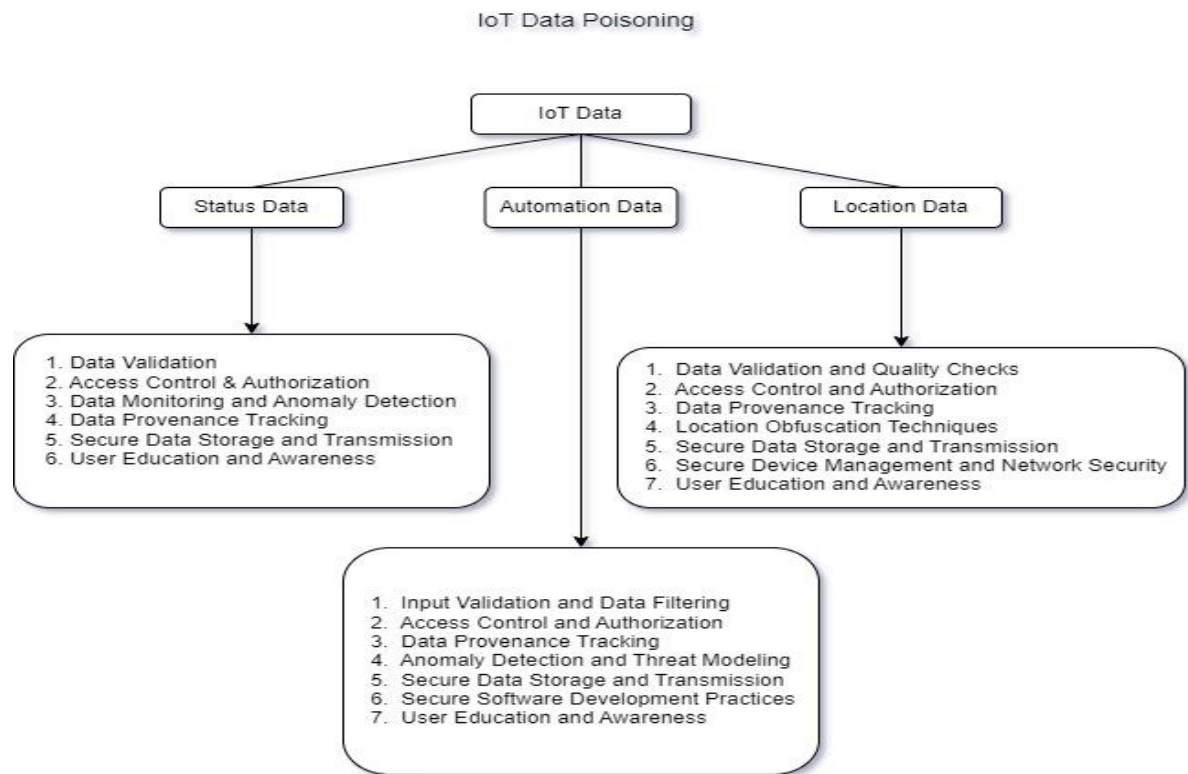 IoT Data Poisoning
IoT Data
Status Data
Automation Data
Location Data
1. Data Validation
2. Access Control & Authorization
3. Data Monitoring and Anomaly Detection
4. Data Provenance Tracking
5. Secure Data Storage and Transmission
6. User Education and Awareness
1. Data Validation and Quality Checks
2. Access Control and Authorization
3. Data Provenance Tracking
4. Location Obfuscation Techniques
5. Secure Data Storage and Transmission
6. Secure Device Management and Network Security
7. User Education and Awareness
1. Input Validation and Data Filtering
2. Access Control and Authorization
3. Data Provenance Tracking
4. Anomaly Detection and Threat Modeling
5. Secure Data Storage and Transmission
6. Secure Software Development Practices
7. User Education and Awareness